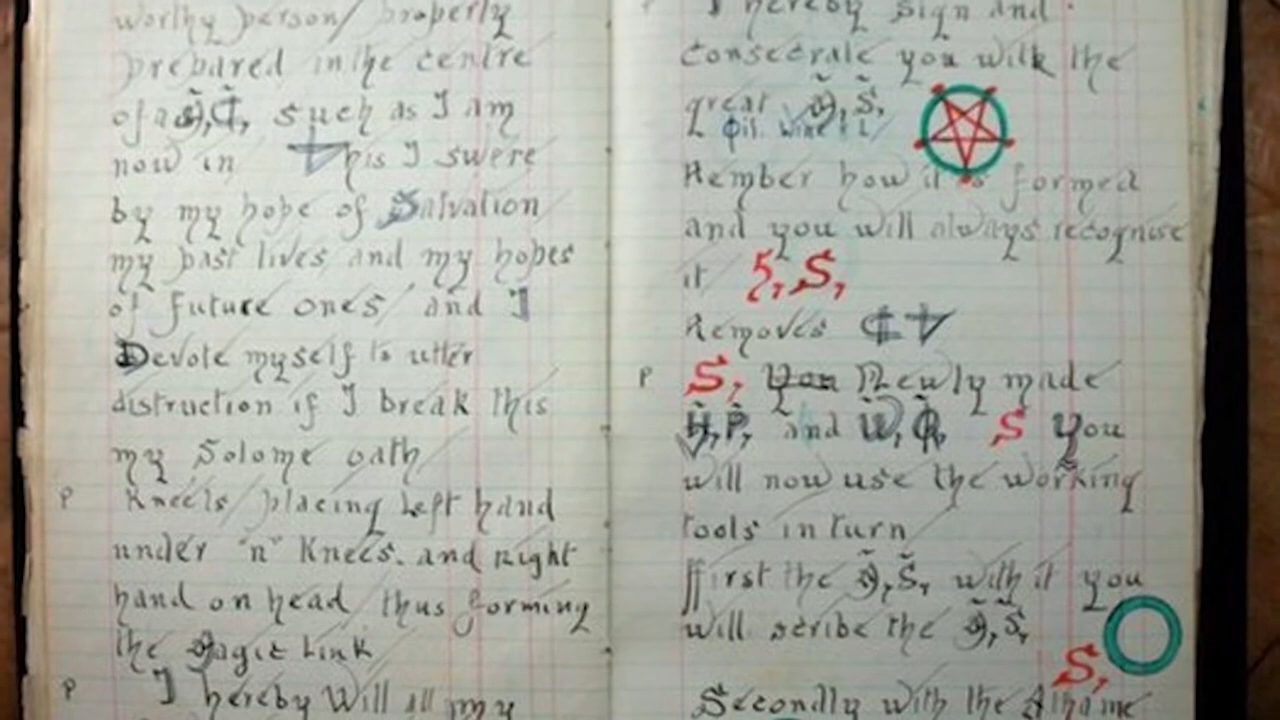 worthy person/ properly
prepared in the centre
of a M,C, such as I am
now in This I swere
by my hope of Salvation
my past lives and my hopes
of future ones/ and I
Devote myself to utter
distruction if I break this
my Solome oath
P Kneels/ placing Left hand
under "n" Knees. and Right
hand on head thus forming
the Magic Link
P I hereby Will all my
P I hereby sign and
consecrate you with the
great M,S,
Oil. Wine
Rember how it is formed
and you will always recognise
it S,
Removes
P S, You Newly made
H,P, and W,Q, S you
will now use the working
tools in turn
ffirst the M,S, with it you
will scribe the M,S,
S,
Secondly with the Athame